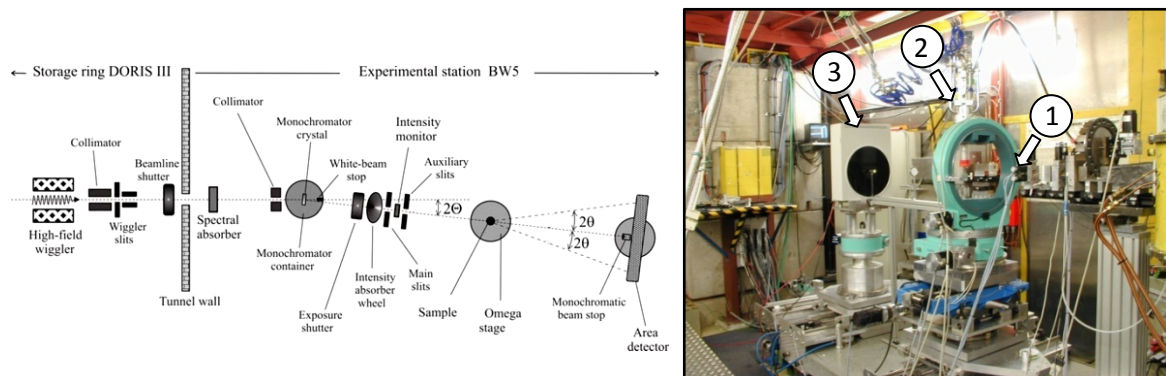 Storage ring DORIS III
Experimental station BW5
Collimator
Beamline
shutter
Collimator
Monochromator
crystal
White-beam
stop
Intensity
monitor
Auxiliary
slits
2Θ
2θ
2θ
High-field
wiggler
Wiggler
slits
Spectral
absorber
Monochromator
container
Tunnel wall
Exposure
shutter
Intensity
absorber
wheel
Main
slits
Sample
Omega
stage
Monochromatic
beam stop
Area
detector
3
2
1